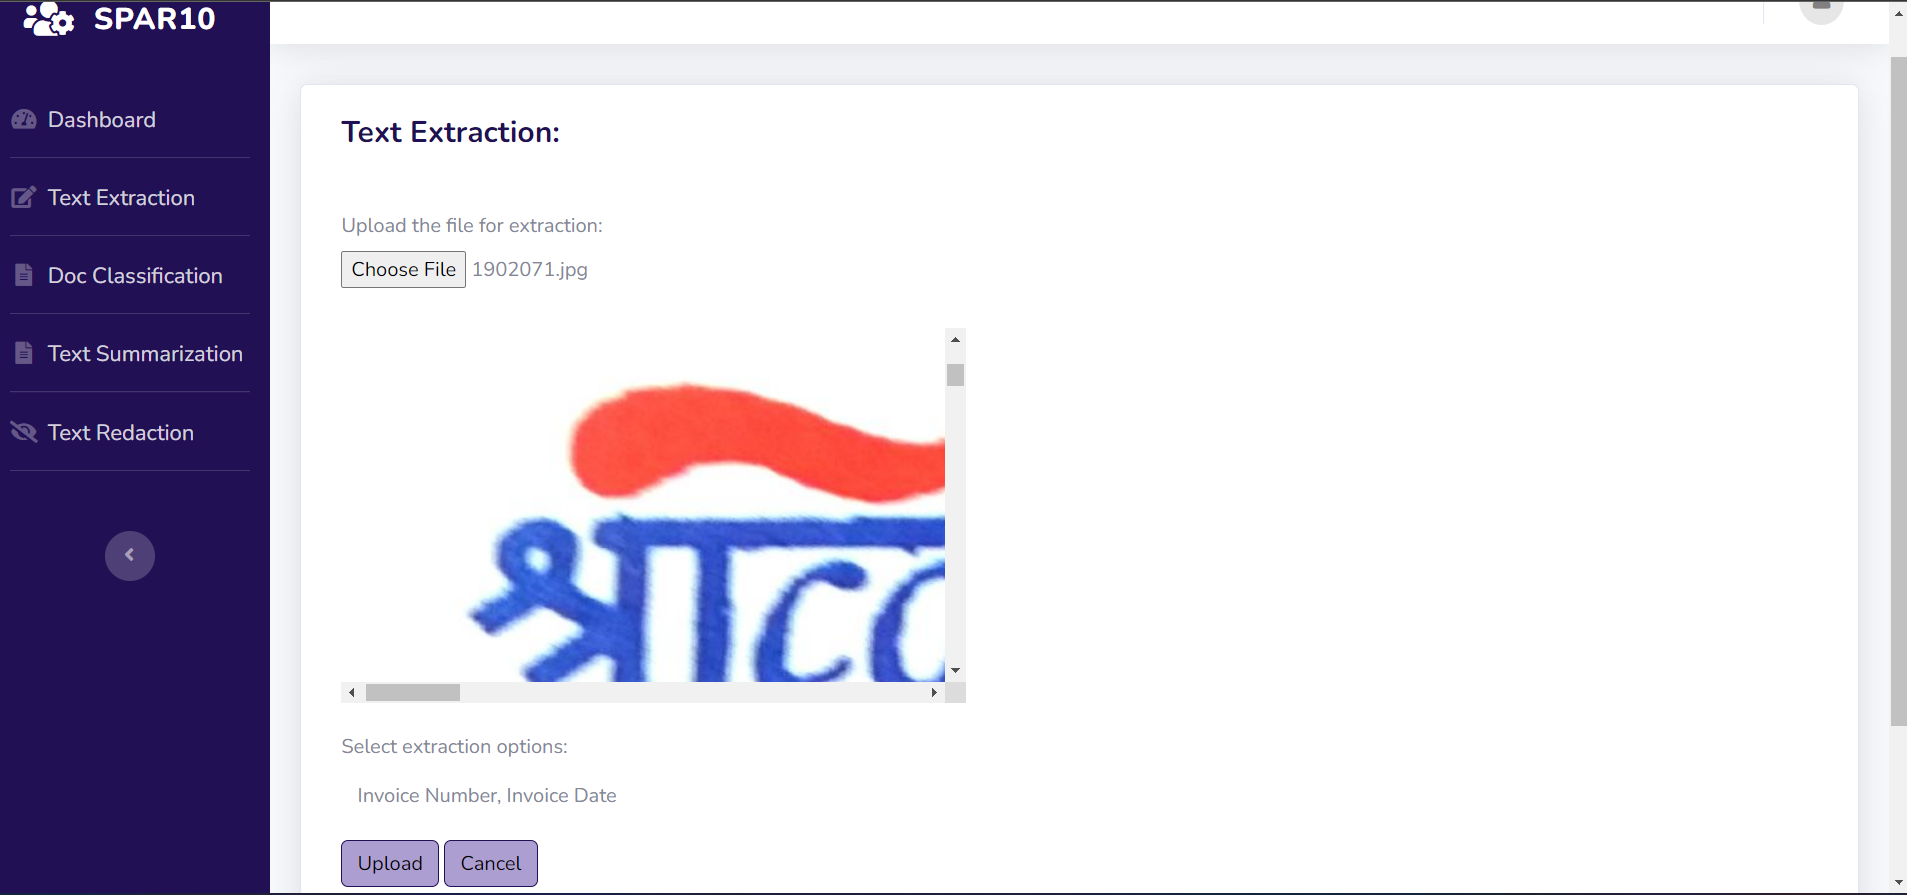 SPAR10
Dashboard
Text Extraction
Doc Classification
Text Summarization
Text Redaction
Text Extraction:
Upload the file for extraction:
Choose File 1902071.jpg
Select extraction options:
Invoice Number, Invoice Date
Upload Cancel